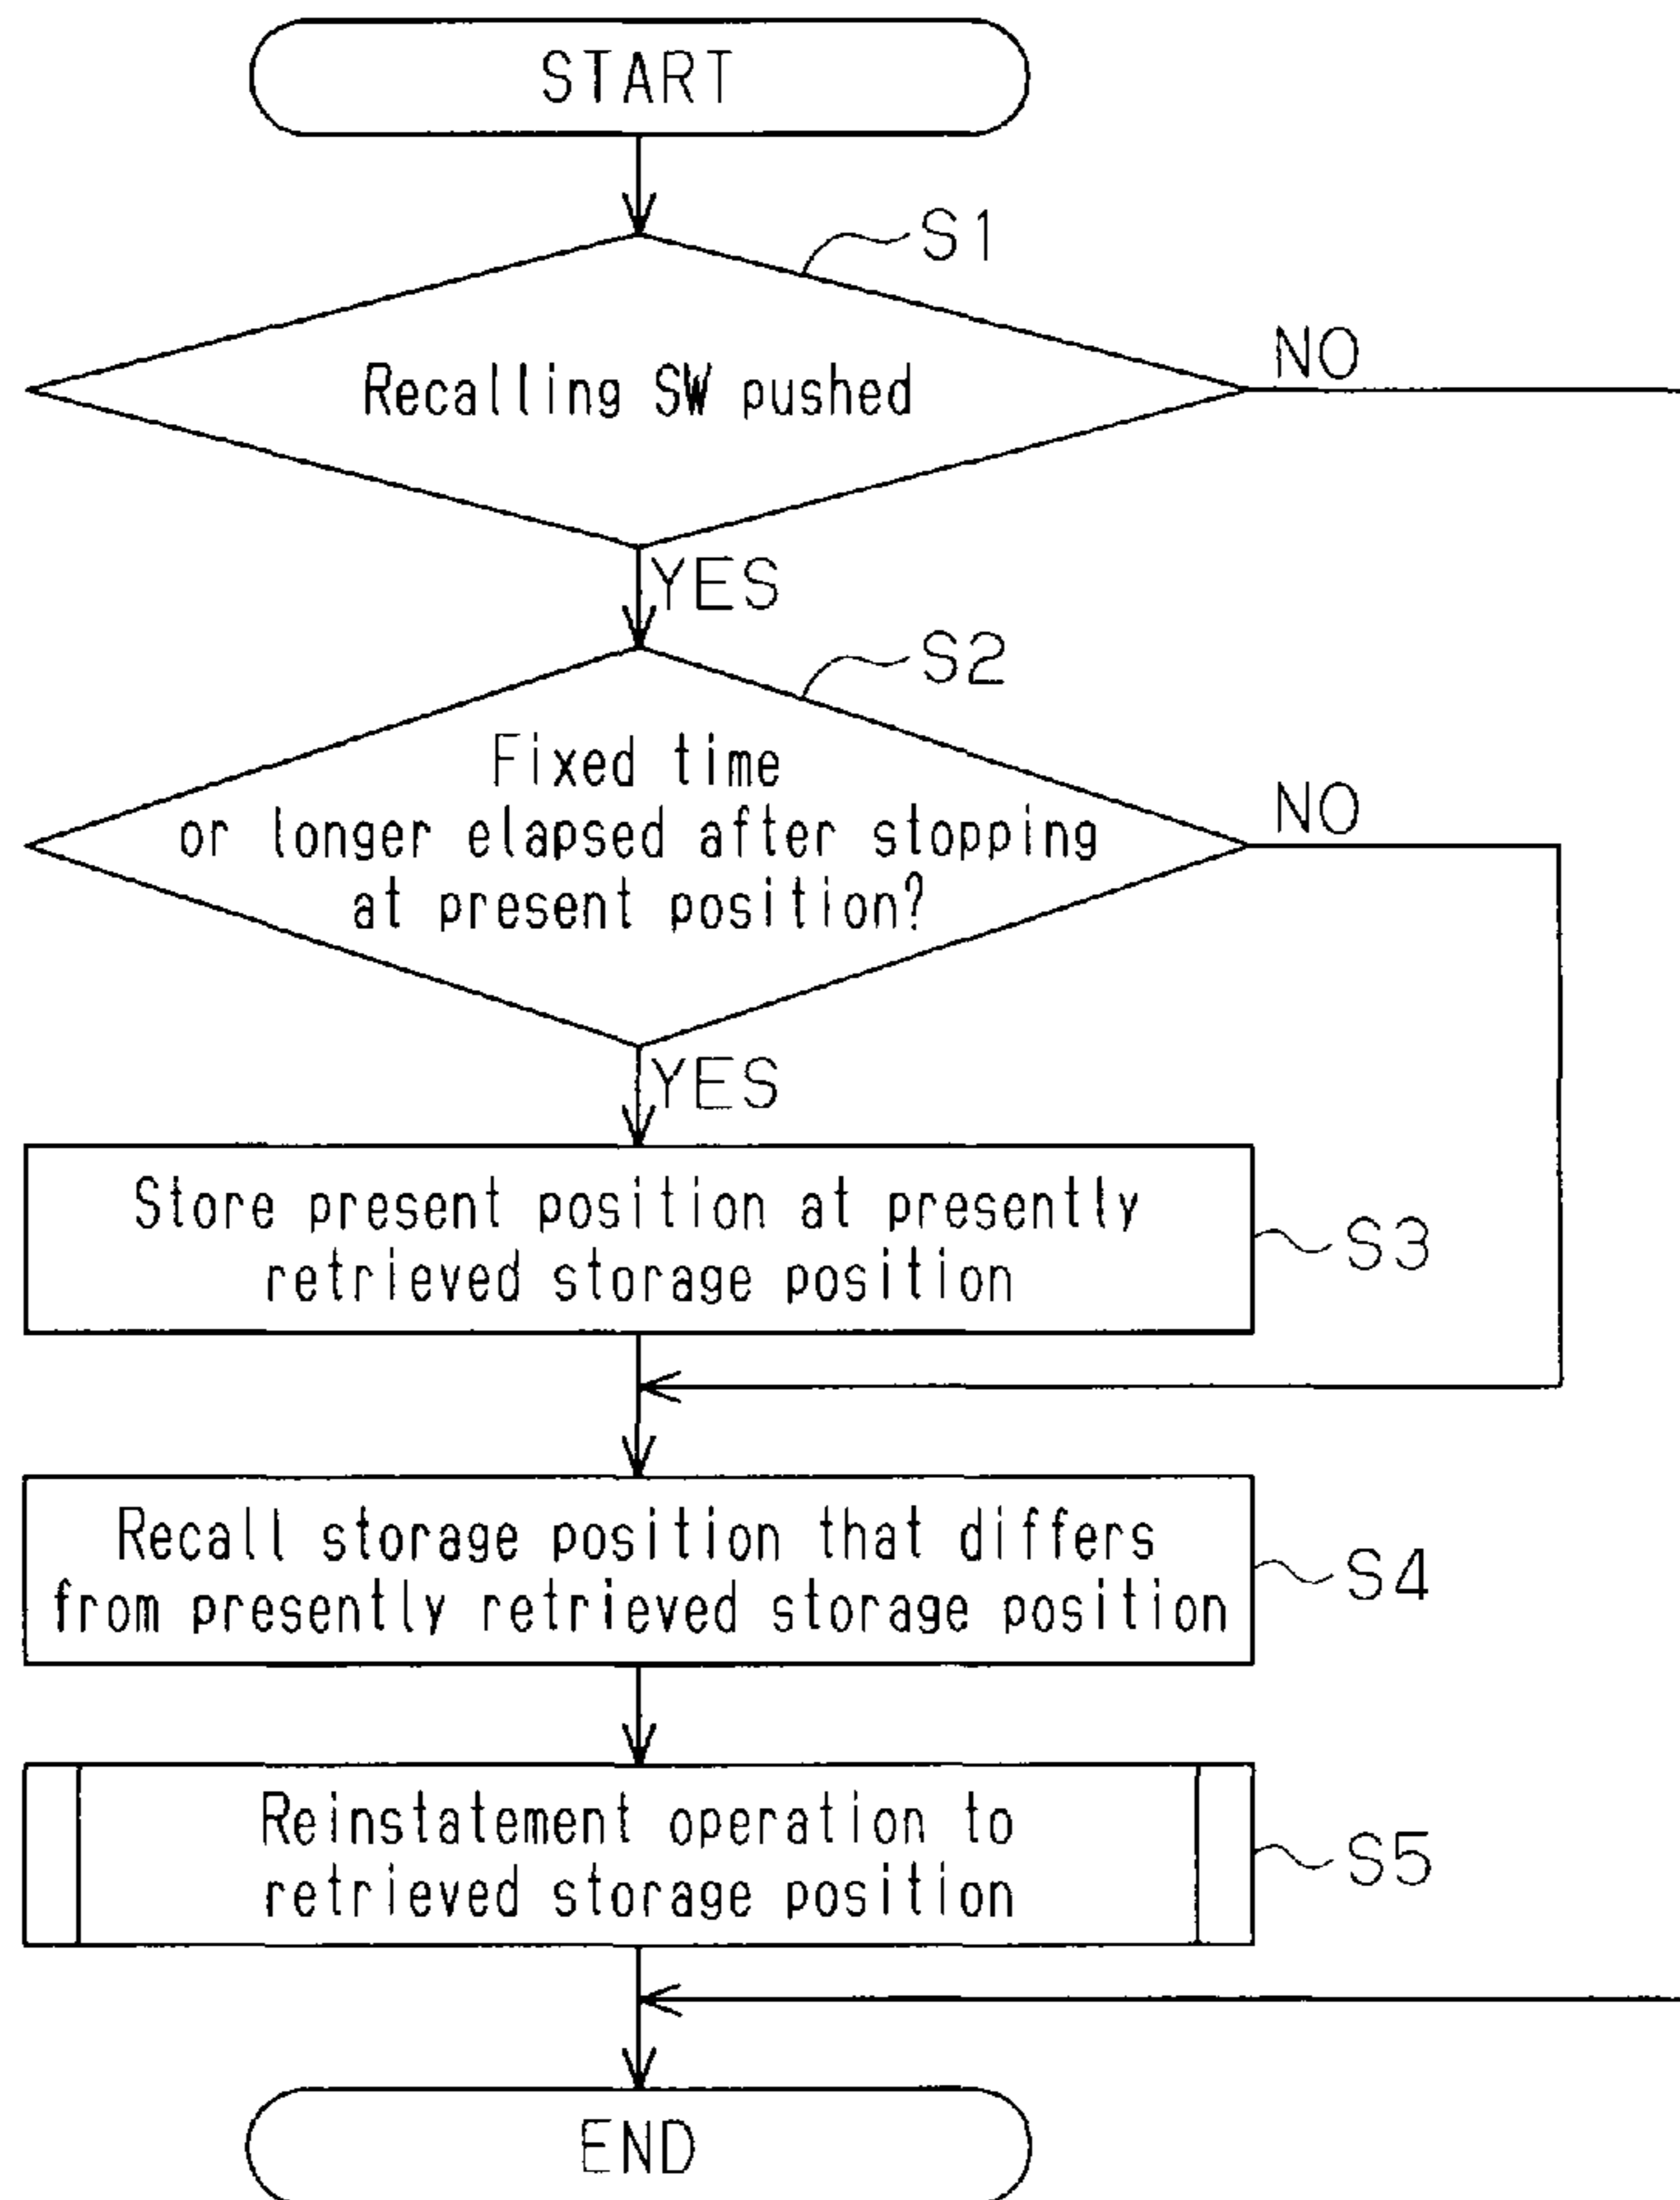 START
S1
Recalling SW pushed
NO
YES
S2
Fixed time
or longer elapsed after stopping
at present position?
NO
YES
Store present position at presently
retrieved storage position
S3
Recall storage position that differs
from presently retrieved storage position
S4
Reinstatement operation to
retrieved storage position
S5
END